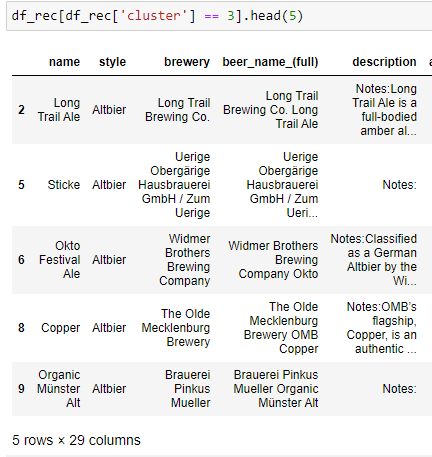 df_rec[df_rec['cluster'] == 3].head(5)
name style brewery beer_name_(full) description
2 Long Trail Ale Altbier Long Trail Brewing Co. Long Trail Brewing Co. Long Trail Ale Notes:Long Trail Ale is a full-bodied amber al...
5 Sticke Altbier Uerige Obergärige Hausbrauerei GmbH / Zum Uerige Uerige Obergärige Hausbrauerei GmbH / Zum Ueri... Notes:
6 Okto Festival Ale Altbier Widmer Brothers Brewing Company Widmer Brothers Brewing Company Okto Notes:Classified as a German Altbier by the Wi...
8 Copper Altbier The Olde Mecklenburg Brewery The Olde Mecklenburg Brewery OMB Copper Notes:OMB's flagship, Copper, is an authentic ...
9 Organic Münster Alt Altbier Brauerei Pinkus Mueller Brauerei Pinkus Mueller Organic Münster Alt Notes:
5 rows × 29 columns